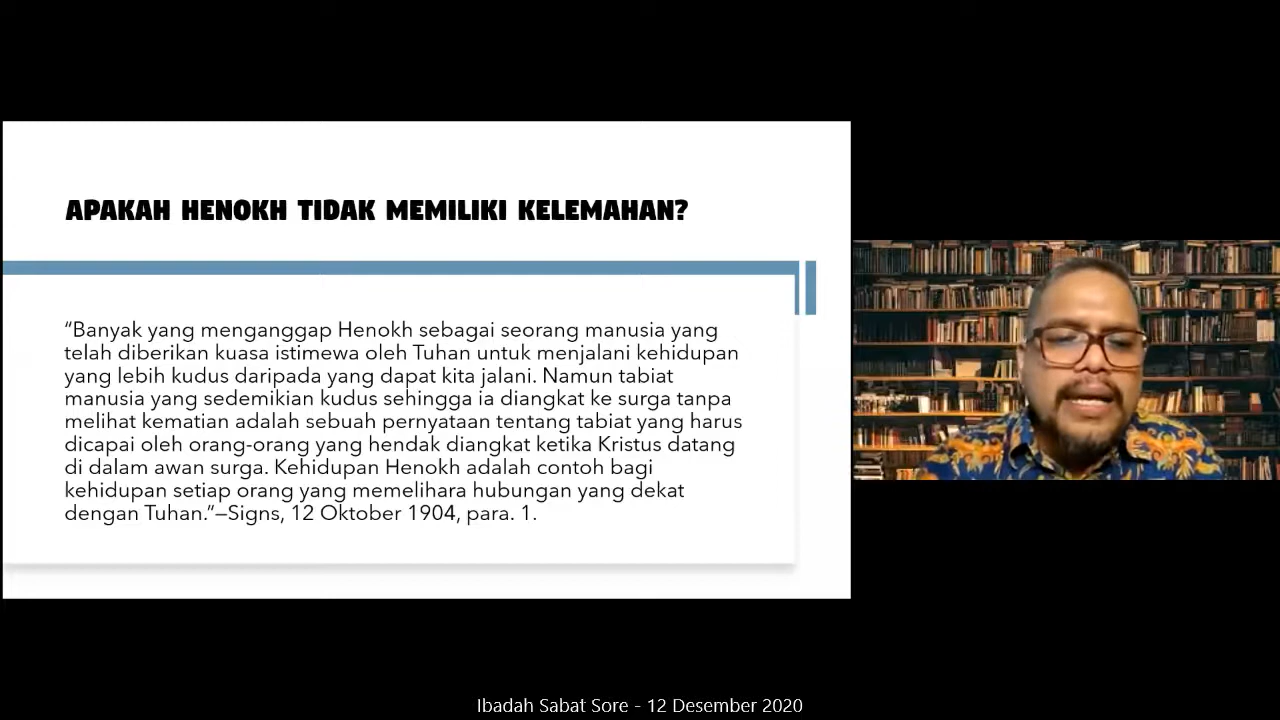 APAKAH HENOKH TIDAK MEMILIKI KELEMAHAN?
“Banyak yang menganggap Henokh sebagai seorang manusia yang
telah diberikan kuasa istimewa oleh Tuhan untuk menjalani kehidupan
yang lebih kudus daripada yang dapat kita jalani. Namun tabiat
manusia yang sedemikian kudus sehingga ia diangkat ke surga tanpa
melihat kematian adalah sebuah pernyataan tentang tabiat yang harus
dicapai oleh orang-orang yang hendak diangkat ketika Kristus datang
di dalam awan surga. Kehidupan Henokh adalah contoh bagi
kehidupan setiap orang yang memelihara hubungan yang dekat
dengan Tuhan.”—Signs, 12 Oktober 1904, para. 1.
Ibadah Sabat Sore - 12 Desember 2020